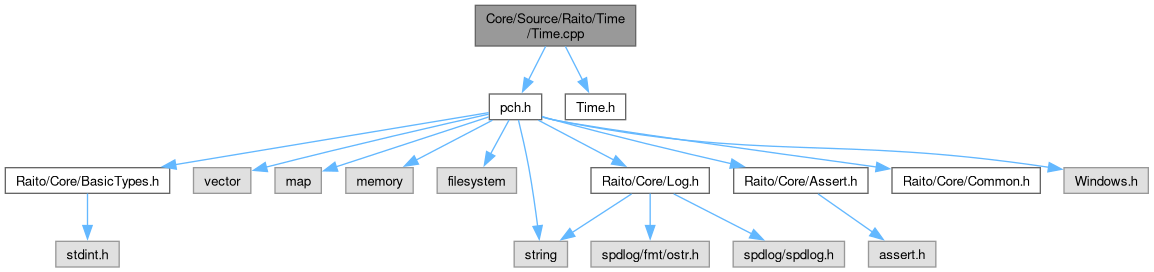 Core/Source/Raito/Time
/Time.cpp
pch.h
Time.h
Raito/Core/BasicTypes.h
vector
map
memory
filesystem
Raito/Core/Log.h
Raito/Core/Assert.h
Raito/Core/Common.h
Windows.h
stdint.h
string
spdlog/fmt/ostr.h
spdlog/spdlog.h
assert.h